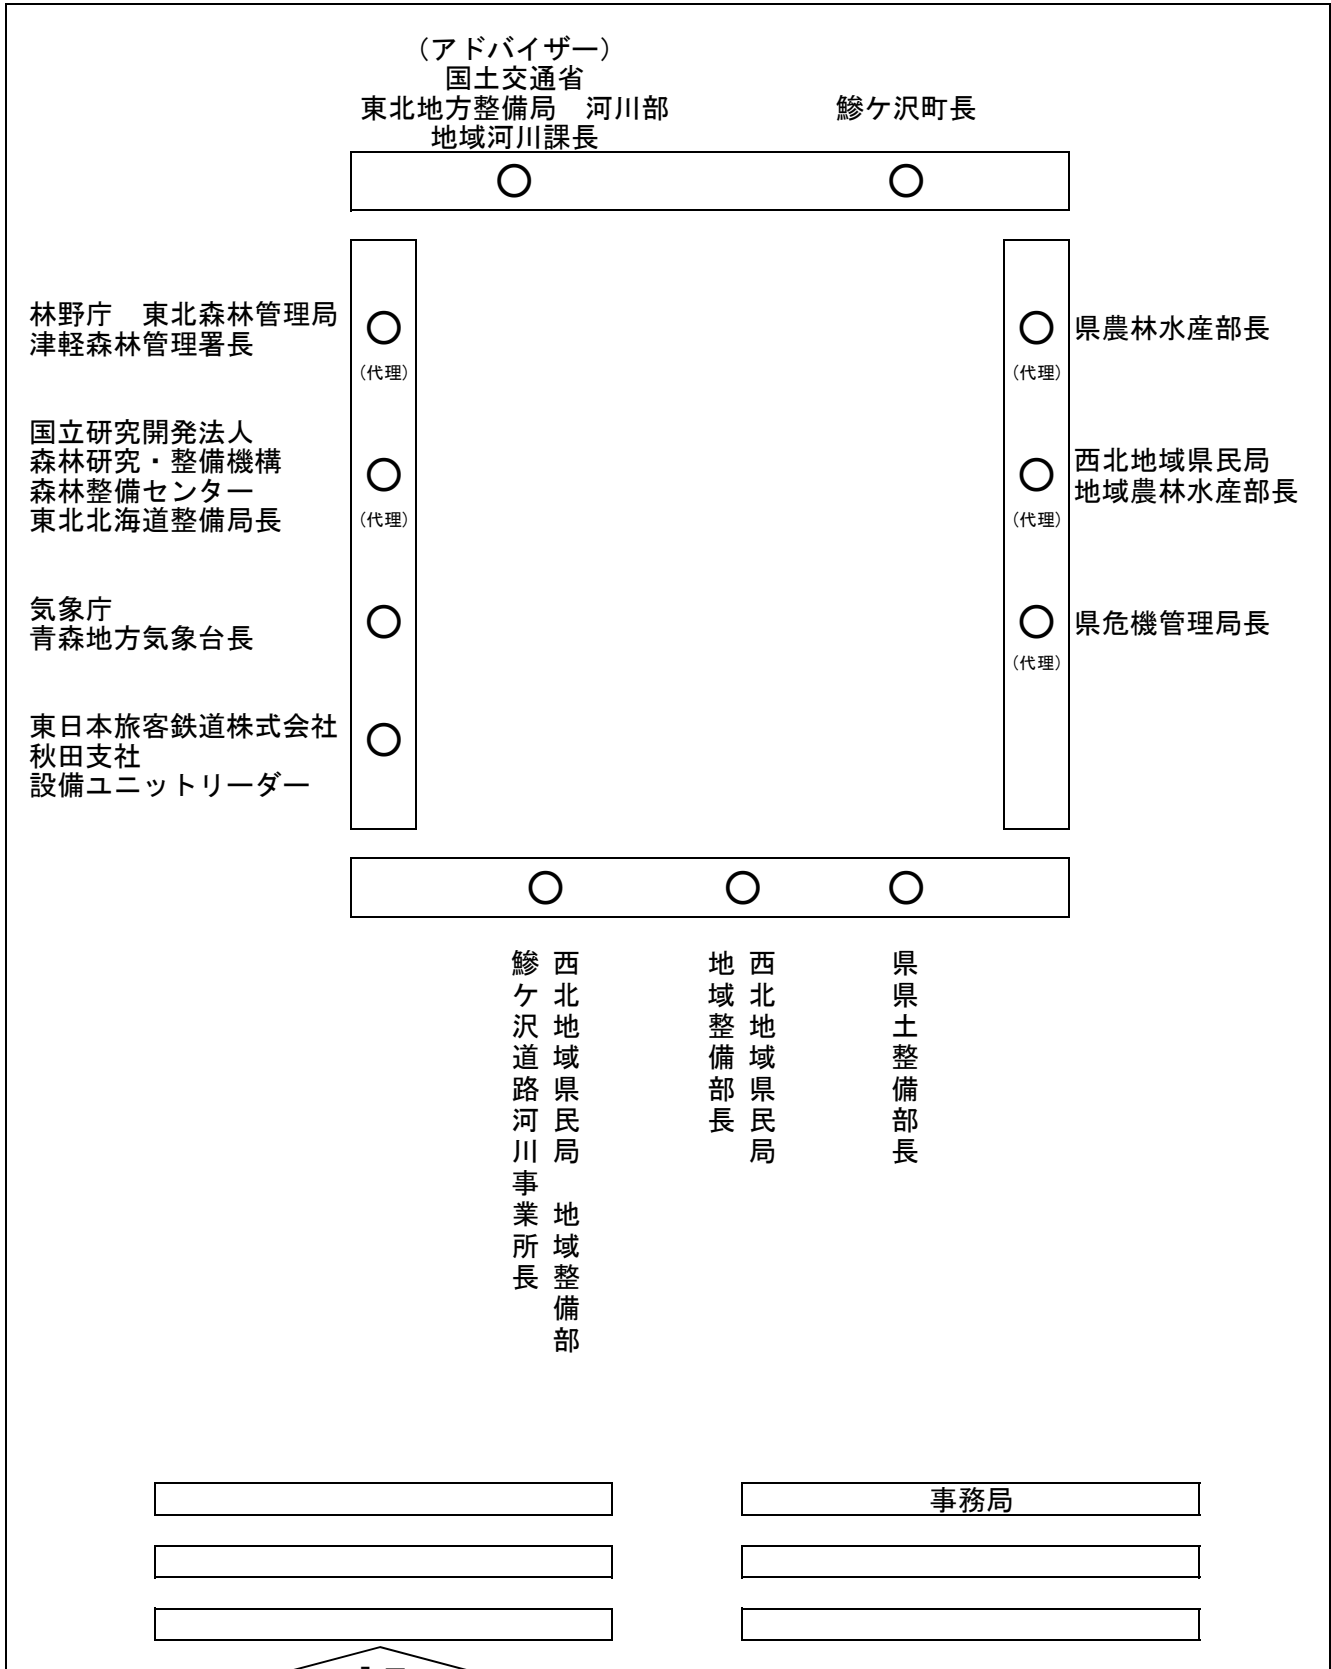 （アドバイザー）
国土交通省
東北地方整備局　河川部
地域河川課長
鰺ケ沢町長
林野庁　東北森林管理局
津軽森林管理署長
（代理）
国立研究開発法人
森林研究・整備機構
森林整備センター
東北北海道整備局長
（代理）
気象庁
青森地方気象台長
東日本旅客鉄道株式会社
秋田支社
設備ユニットリーダー
県農林水産部長
（代理）
西北地域県民局
地域農林水産部長
（代理）
県危機管理局長
（代理）
県県土整備部長
西北地域県民局
地域整備部長
西北地域県民局　地域整備部
鰺ケ沢道路河川事業所長
事務局